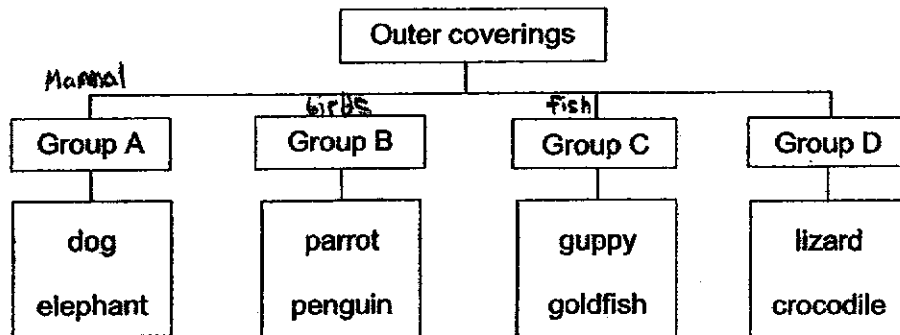 Outer coverings
Mammal
birds
fish
Group A
Group B
Group C
Group D
dog
parrot
guppy
lizard
elephant
penguin
goldfish
crocodile